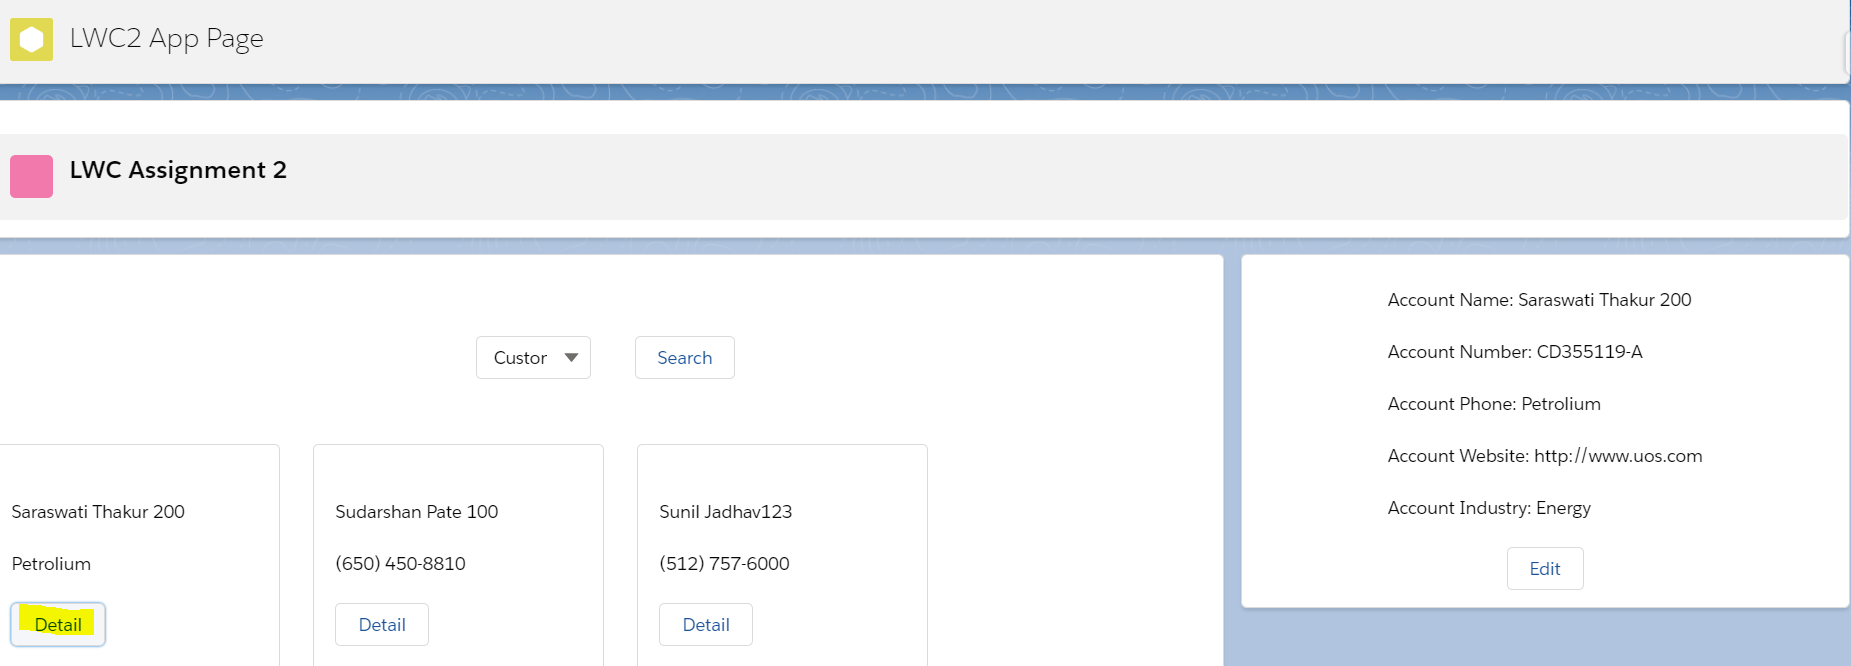 LWC2 App Page
LWC Assignment 2
Custor
Search
Saraswati Thakur 200
Petrolium
Detail
Sudarshan Pate 100
(650) 450-8810
Detail
Sunil Jadhav123
(512) 757-6000
Detail
Account Name: Saraswati Thakur 200
Account Number: CD355119-A
Account Phone: Petrolium
Account Website: http://www.uos.com
Account Industry: Energy
Edit